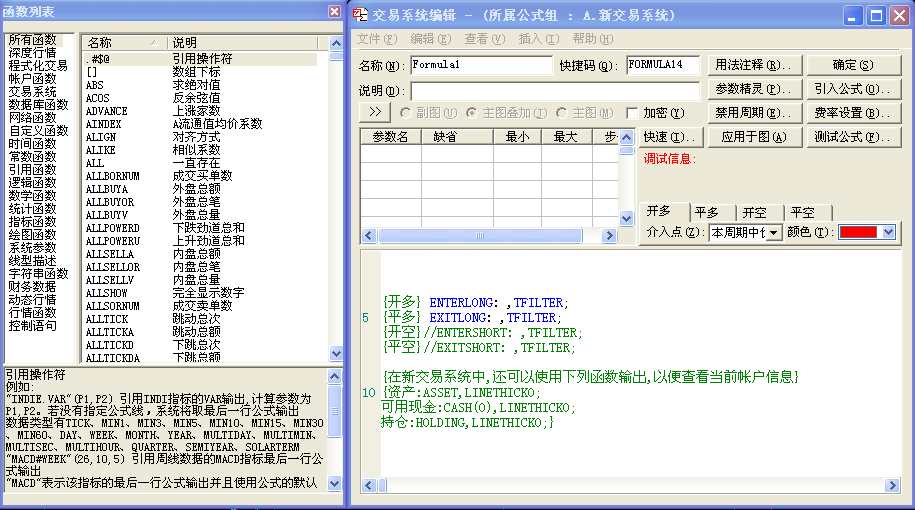 函数列表
所有函数
深度行情
程式化交易
帐户函数
交易系统
数据库函数
网络函数
自定义函数
时间函数
常数函数
引用函数
逻辑函数
数学函数
统计函数
指标函数
绘图函数
系统参数
线型描述
字符串函数
财务数据
动态行情
行情函数
控制语句
名称 说明
.#$@ 引用操作符
[] 数组下标
ABS 求绝对值
ACOS 反余弦值
ADVANCE 上涨家数
AINDEX A流通值均价系数
ALIGN 对齐方式
ALIKE 相似系数
ALL 一直存在
ALLBORNUM 成交买单数
ALLBUYA 外盘总额
ALLBUYOR 外盘总笔
ALLBUYV 外盘总量
ALLPOWERD 下跌劲道总和
ALLPOWERU 上升劲道总和
ALLSELLA 内盘总额
ALLSELLOR 内盘总笔
ALLSELLV 内盘总量
ALLSHOW 完全显示数字
ALLSORNUM 成交卖单数
ALLTICK 跳动总次
ALLTICKA 跳动总额
ALLTICKD 下跳总次
ALLTICKDA 下跳总额
引用操作符
例如:
"INDIE.VAR"(P1,P2) 引用INDI指标的VAR输出,计算参数为
P1,P2。若没有指定公式线，系统将取最后一行公式输出
数据类型有TICK、MIN1、MIN3、MIN5、MIN10、MIN15、MIN30
、MIN60、DAY、WEEK、MONTH、YEAR、MULTIDAY、MULTIMIN、
MULTISEC、MULTIHOUR、QUARTER、SEMIYEAR、SOLARTERM
"MACD#WEEK"(26,10,5) 引用周线数据的MACD指标最后一行公
式输出
"MACD"表示该指标的最后一行公式输出并且使用公式的默认
交易系统编辑 - (所属公式组 : A.新交易系统)
文件(F) 编辑(E) 查看(V) 插入(I) 帮助(H)
名称(N): Formula1 快捷码(Q): FORMULA14 用法注释(R)... 确定(S)
说明(D): 参数精灵(P)... 引入公式(O)...
>> 副图(U) 主图叠加(T) 主图(M) 加密(Y) 禁用周期(W)... 费率设置(B)...
参数名 缺省 最小 最大 步 快速(I)... 应用于图(A) 测试公式(F)...
调试信息:
开多 平多 开空 平空
介入点(Z): 本周期中 颜色(T):
{开多} ENTERLONG: ,TFILTER;
5 {平多} EXITLONG: ,TFILTER;
{开空}//ENTERSHORT: ,TFILTER;
{平空}//EXITSHORT: ,TFILTER;
{在新交易系统中,还可以使用下列函数输出,以便查看当前帐户信息}
10 {资产:ASSET,LINETHICK0;
可用现金:CASH(0),LINETHICK0;
持仓:HOLDING,LINETHICK0;}